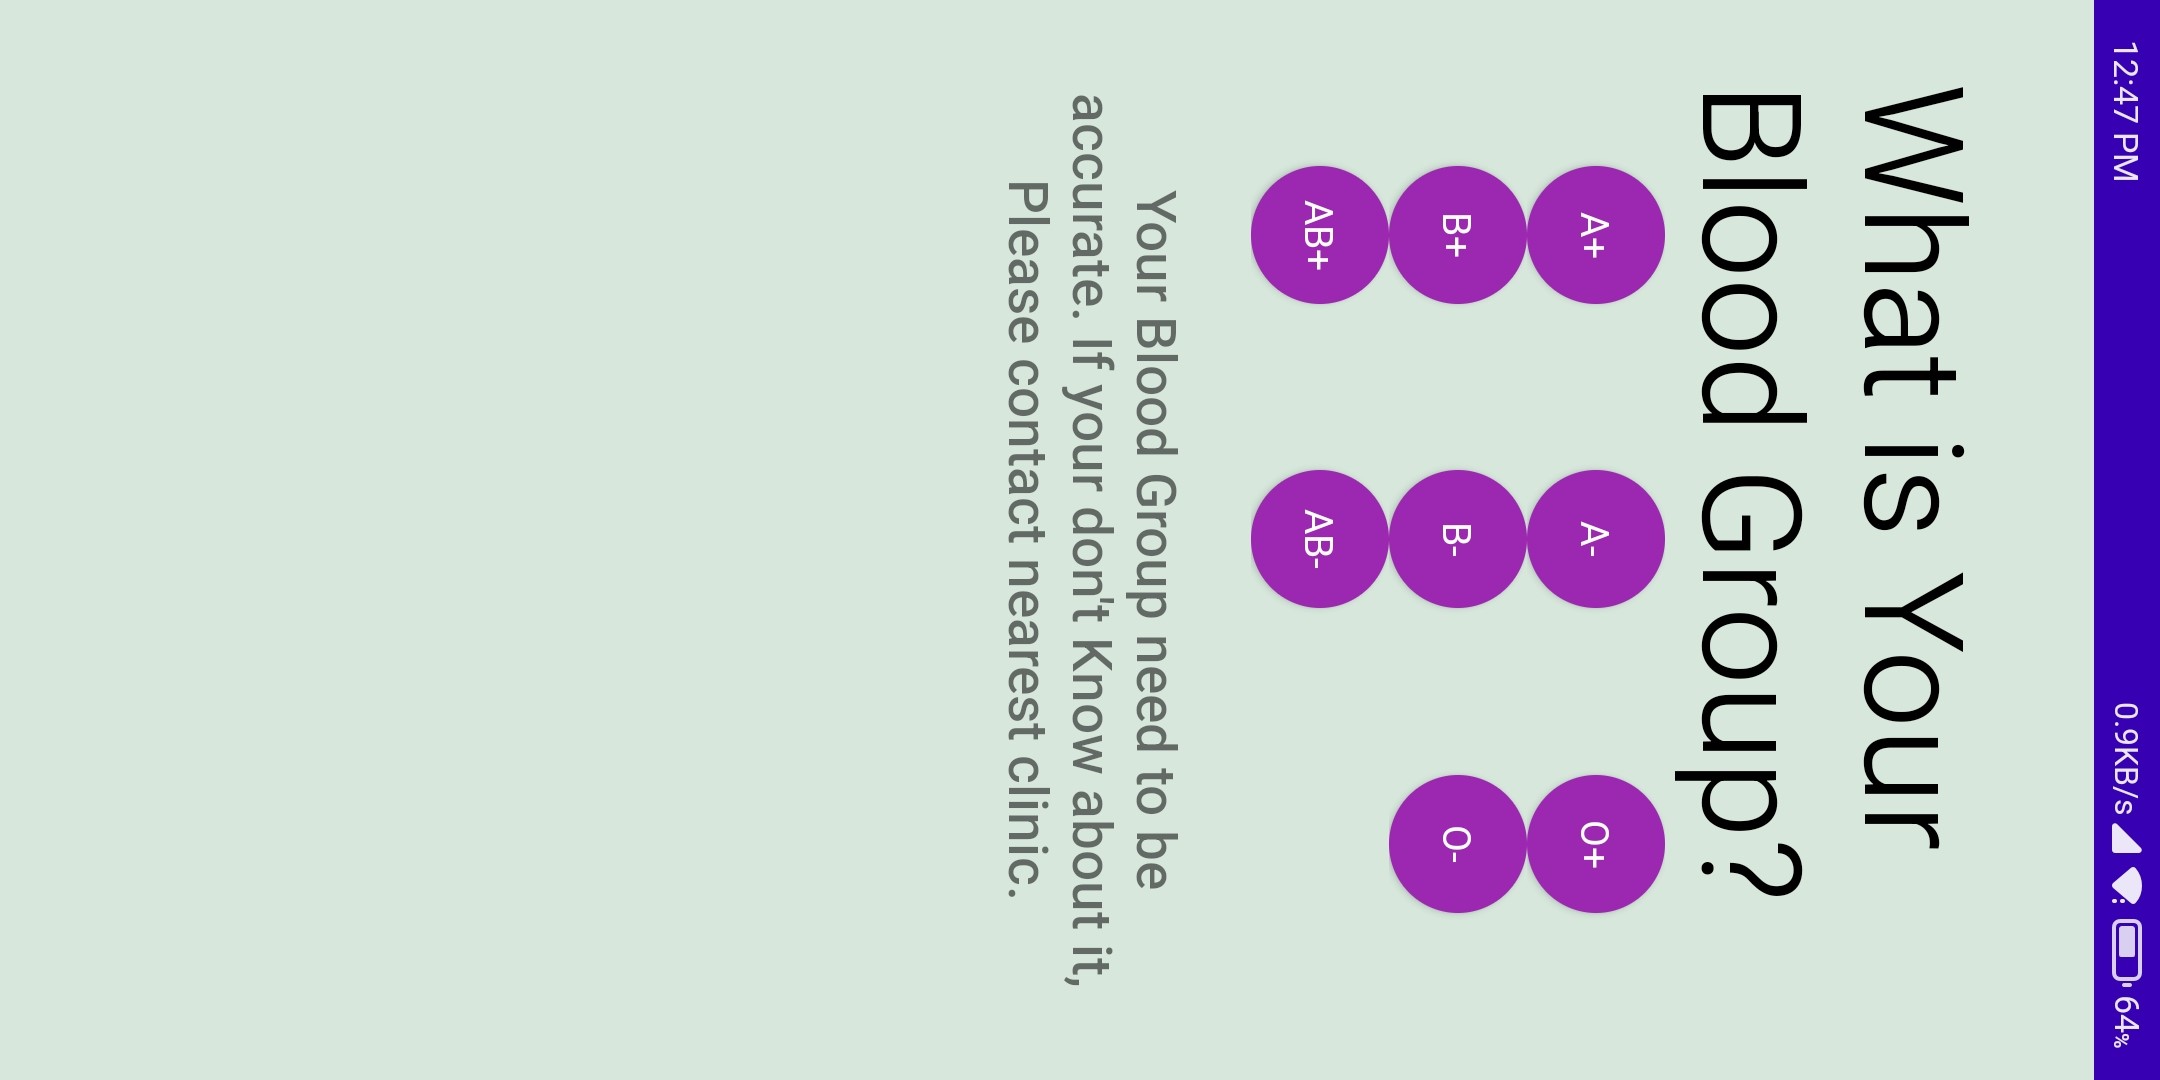 12:47 PM 0.9KB/s 64%
What is Your
Blood Group?
A+ A- O+
B+ B- O-
AB+ AB-
Your Blood Group need to be
accurate. If your don't Know about it,
Please contact nearest clinic.